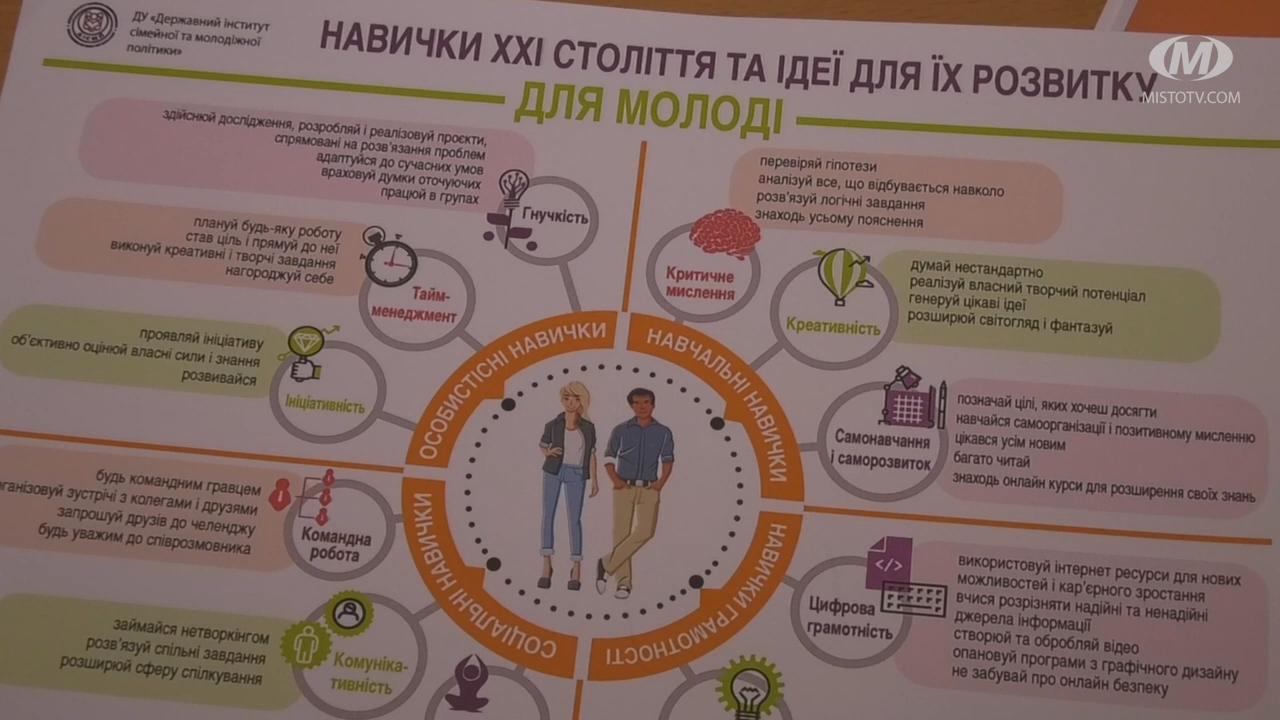 ДУ «Державний інститут
сімейної та молодіжної
політики»
НАВИЧКИ ХХІ СТОЛІТТЯ ТА ІДЕЇ ДЛЯ ЇХ РОЗВИТКУ
ДЛЯ МОЛОДІ
MISTOTV.COM
здійснюй дослідження, розробляй і реалізовуй проєкти,
спрямовані на розв'язання проблем
адаптуйся до сучасних умов
враховуй думки оточуючих
працюй в групах
Гнучкість
плануй будь-яку роботу
став ціль і прямуй до неї
виконуй креативні і творчі завдання
нагороджуй себе
Тайм-
менеджмент
проявляй ініціативу
об'єктивно оцінюй власні сили і знання
розвивайся
Ініціативність
ОСОБИСТІСНІ НАВИЧКИ
перевіряй гіпотези
аналізуй все, що відбувається навколо
розв'язуй логічні завдання
знаходь усьому пояснення
Критичне
мислення
думай нестандартно
реалізуй власний творчий потенціал
генеруй цікаві ідеї
розширюй світогляд і фантазуй
Креативність
НАВЧАЛЬНІ НАВИЧКИ
позначай цілі, яких хочеш досягти
навчайся самоорганізації і позитивному мисленню
цікався усім новим
багато читай
знаходь онлайн курси для розширення своїх знань
Самонавчання
і саморозвиток
будь командним гравцем
організовуй зустрічі з колегами і друзями
запрошуй друзів до челенджу
будь уважим до співрозмовника
Командна
робота
СОЦІАЛЬНІ НАВИЧКИ
займайся нетворкінгом
розв'язуй спільні завдання
розширюй сферу спілкування
Комуніка-
тивність
НАВИЧКИ ГРАМОТНОСТІ
використовуй інтернет ресурси для нових
можливостей і кар'єрного зростання
вчися розрізняти надійні та ненадійні
джерела інформації
створюй та обробляй відео
опановуй програми з графічного дизайну
не забувай про онлайн безпеку
Цифрова
грамотність